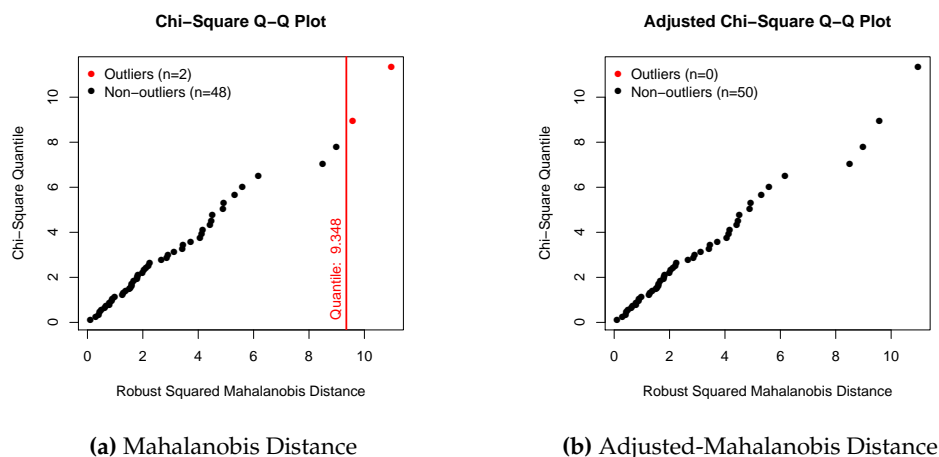 Chi−Square Q−Q Plot
Outliers (n=2)
Non−outliers (n=48)
Quantile: 9.348
Chi−Square Quantile
0 2 4 6 8 10
0 2 4 6 8 10
Robust Squared Mahalanobis Distance
(a) Mahalanobis Distance
Adjusted Chi−Square Q−Q Plot
Outliers (n=0)
Non−outliers (n=50)
Chi−Square Quantile
0 2 4 6 8 10
0 2 4 6 8 10
Robust Squared Mahalanobis Distance
(b) Adjusted-Mahalanobis Distance